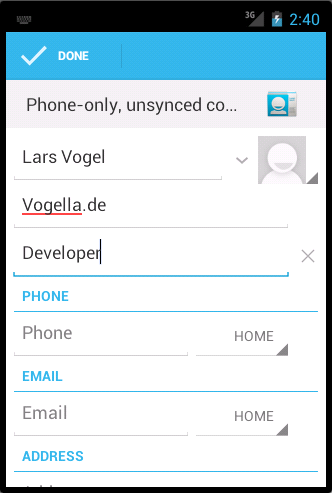 3G 2:40
DONE
Phone-only, unsynced co...
Lars Vogel
Vogella.de
Developer
PHONE
Phone HOME
EMAIL
Email HOME
ADDRESS